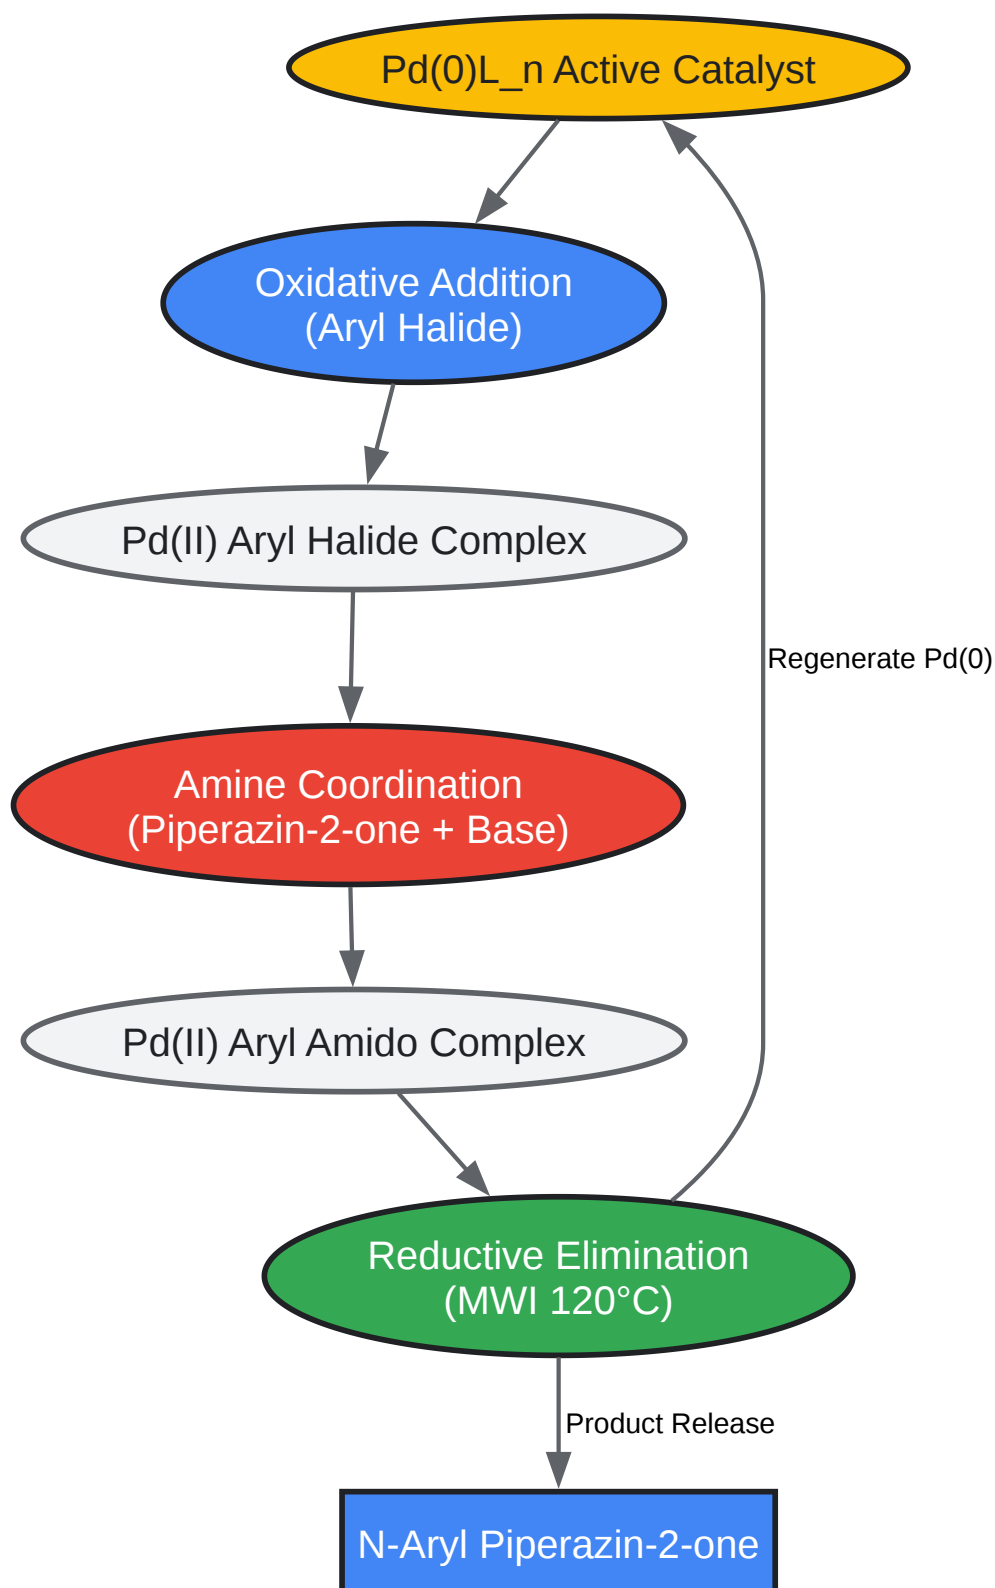 Pd(0)L_n Active Catalyst
Oxidative Addition
(Aryl Halide)
Pd(II) Aryl Halide Complex
Regenerate Pd(0)
Amine Coordination
(Piperazin-2-one + Base)
Pd(II) Aryl Amido Complex
Reductive Elimination
(MWI 120°C)
Product Release
N-Aryl Piperazin-2-one